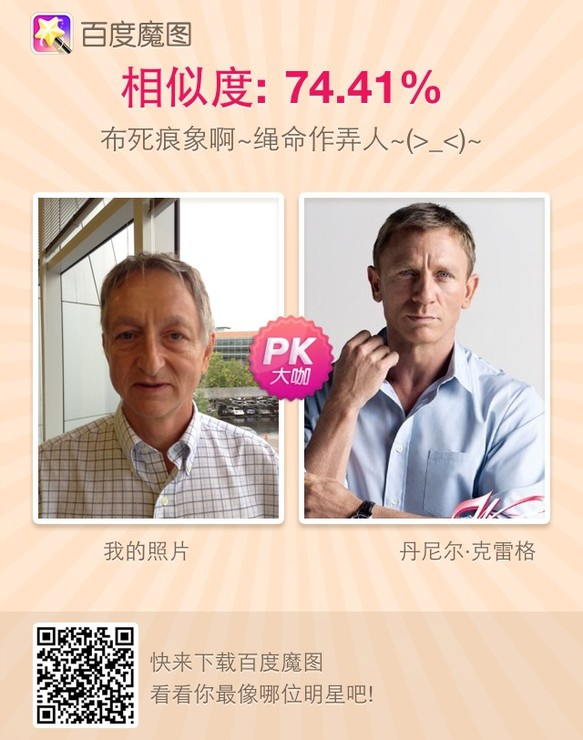 百度魔图
相似度: 74.41%
布死痕象啊~绳命作弄人~(>_<)~
PK
大咖
我的照片
丹尼尔·克雷格
快来下载百度魔图
看看你最像哪位明星吧!